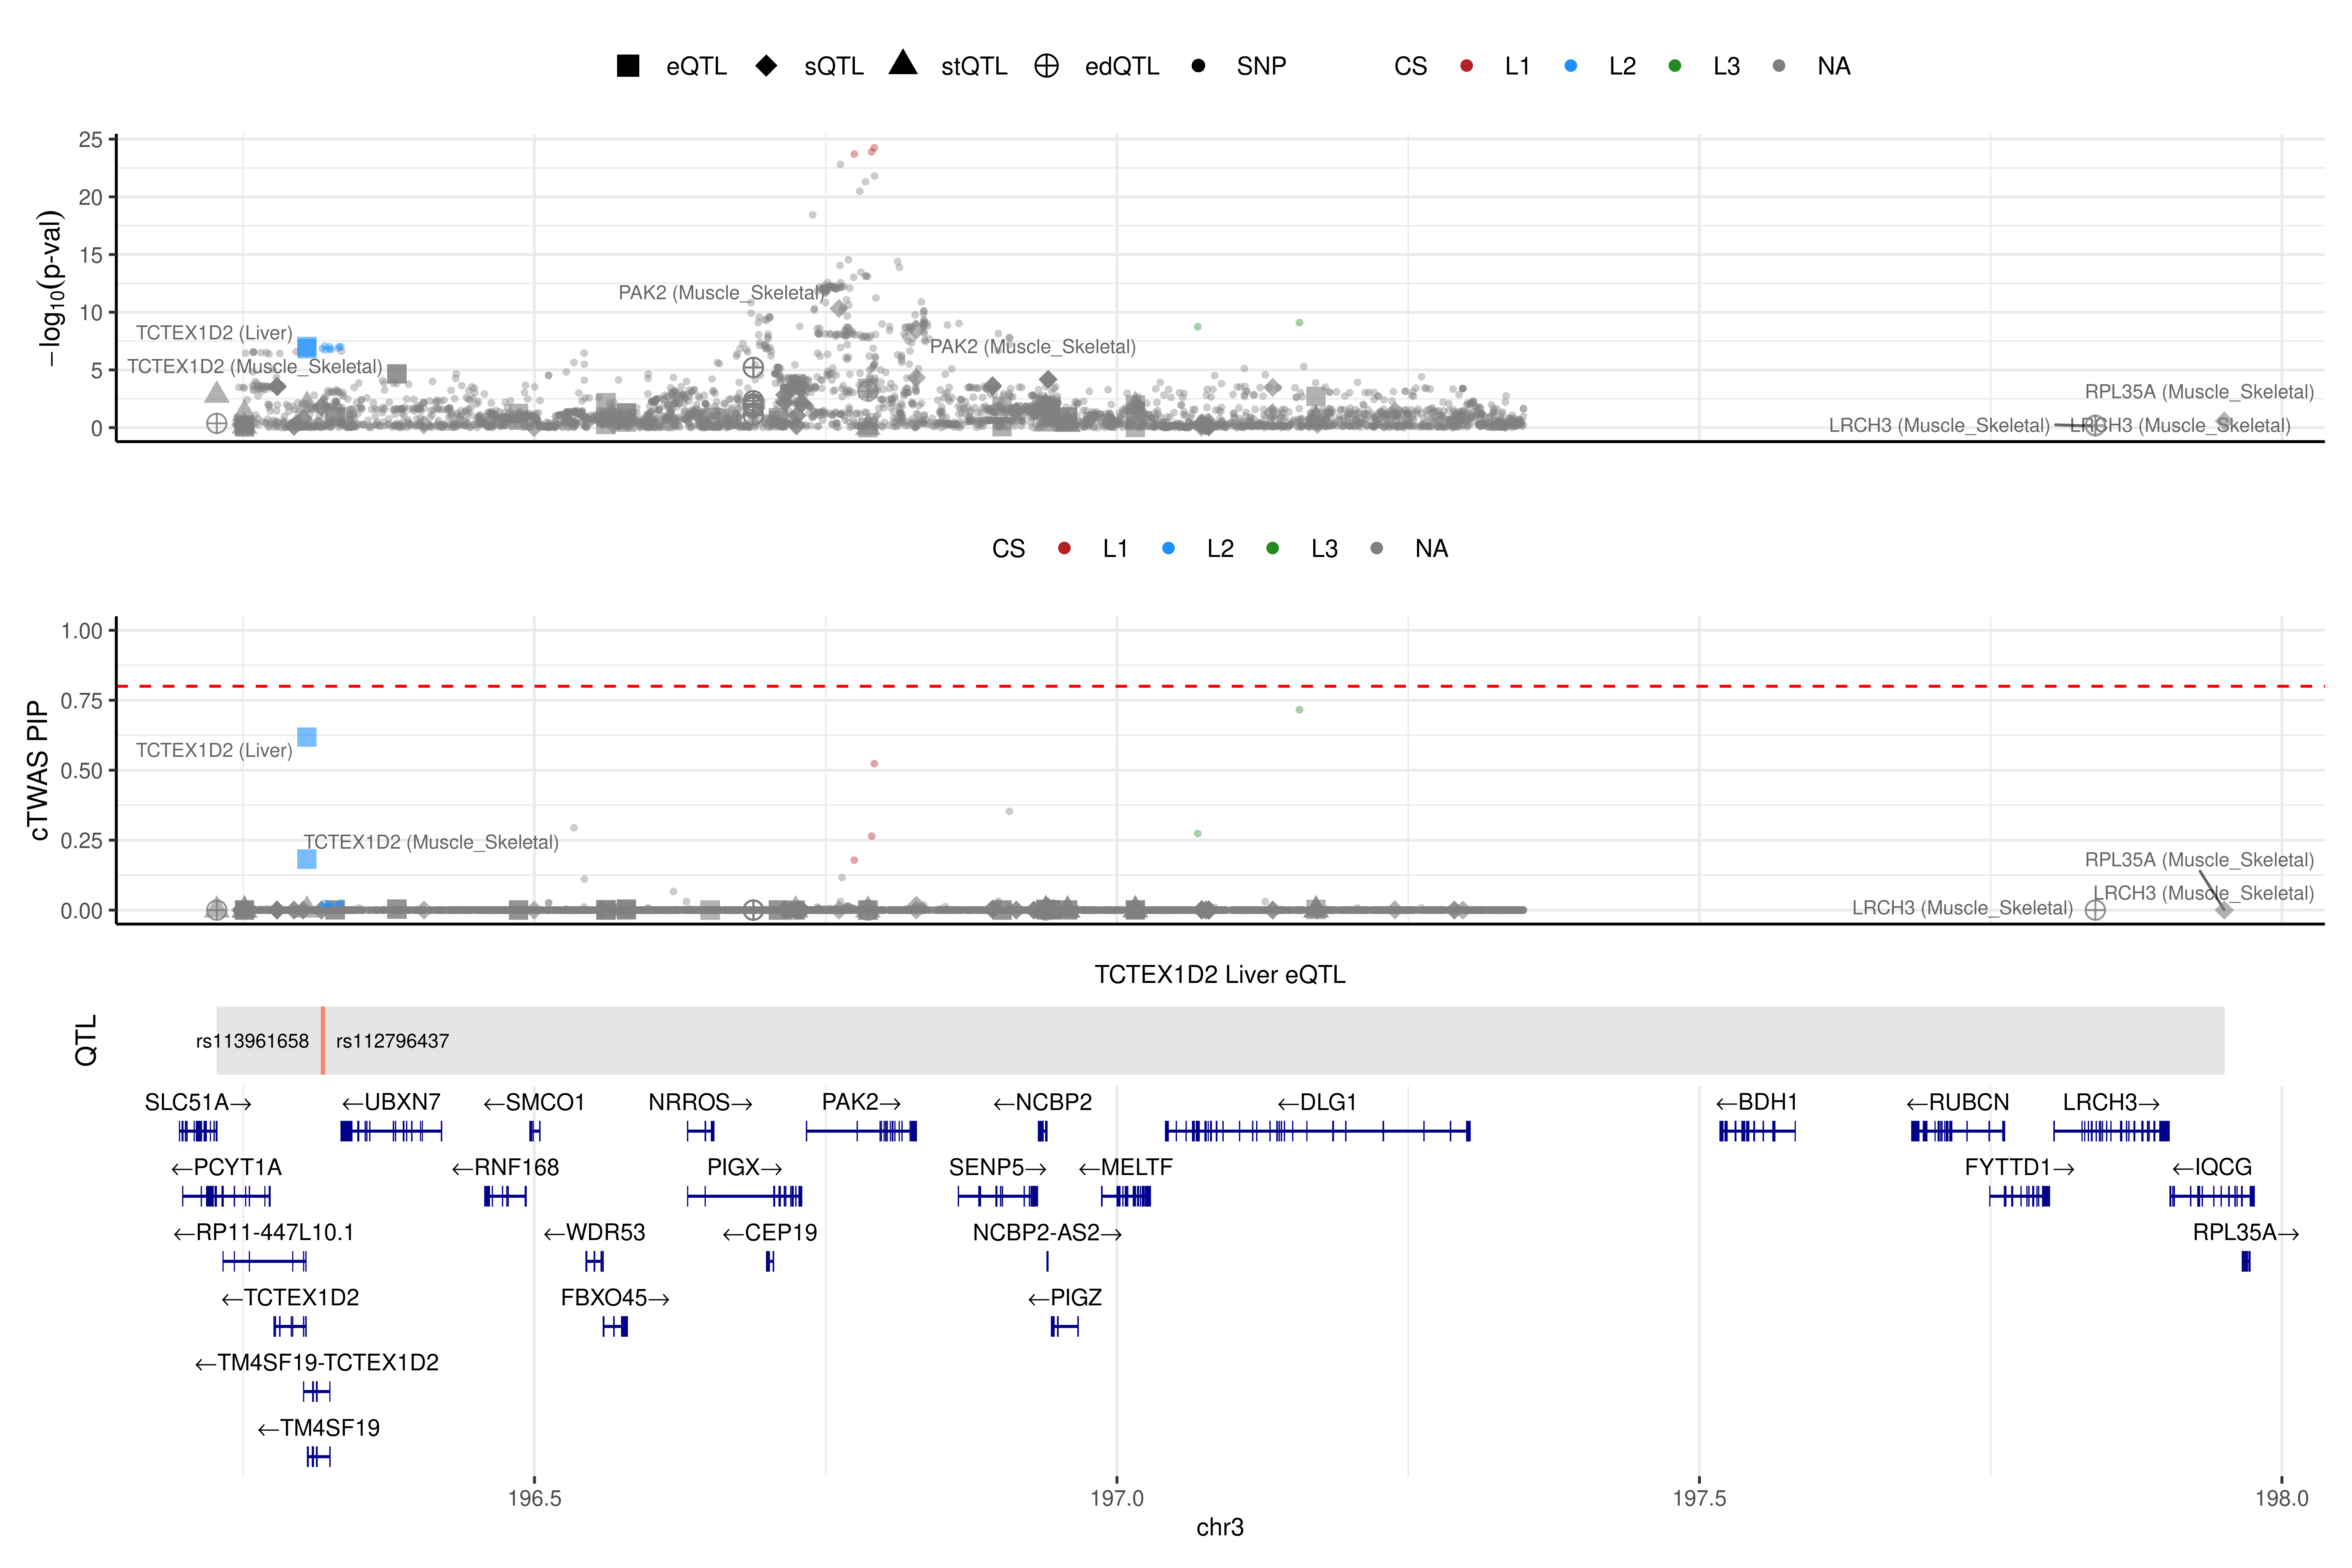 eQTL sQTL stQTL edQTL SNP CS L1 L2 L3 NA
−log10(p-val)
25
20
15
10
5
0
PAK2 (Muscle_Skeletal)
TCTEX1D2 (Liver)
PAK2 (Muscle_Skeletal)
TCTEX1D2 (Muscle_Skeletal)
RPL35A (Muscle_Skeletal)
LRCH3 (Muscle_Skeletal)
LRCH3 (Muscle_Skeletal)
CS L1 L2 L3 NA
cTWAS PIP
1.00
0.75
0.50
0.25
0.00
TCTEX1D2 (Liver)
TCTEX1D2 (Muscle_Skeletal)
RPL35A (Muscle_Skeletal)
LRCH3 (Muscle_Skeletal)
LRCH3 (Muscle_Skeletal)
TCTEX1D2 Liver eQTL
QTL
rs113961658 rs112796437
SLC51A→ ←UBXN7 ←SMCO1 NRROS→ PAK2→ ←NCBP2 ←DLG1 ←BDH1 ←RUBCN LRCH3→
←PCYT1A ←RNF168 PIGX→ SENP5→ ←MELTF FYTTD1→ ←IQCG
←RP11-447L10.1 ←WDR53 ←CEP19 NCBP2-AS2→ RPL35A→
←TCTEX1D2 FBXO45→ ←PIGZ
←TM4SF19-TCTEX1D2
←TM4SF19
196.5 197.0 197.5 198.0
chr3